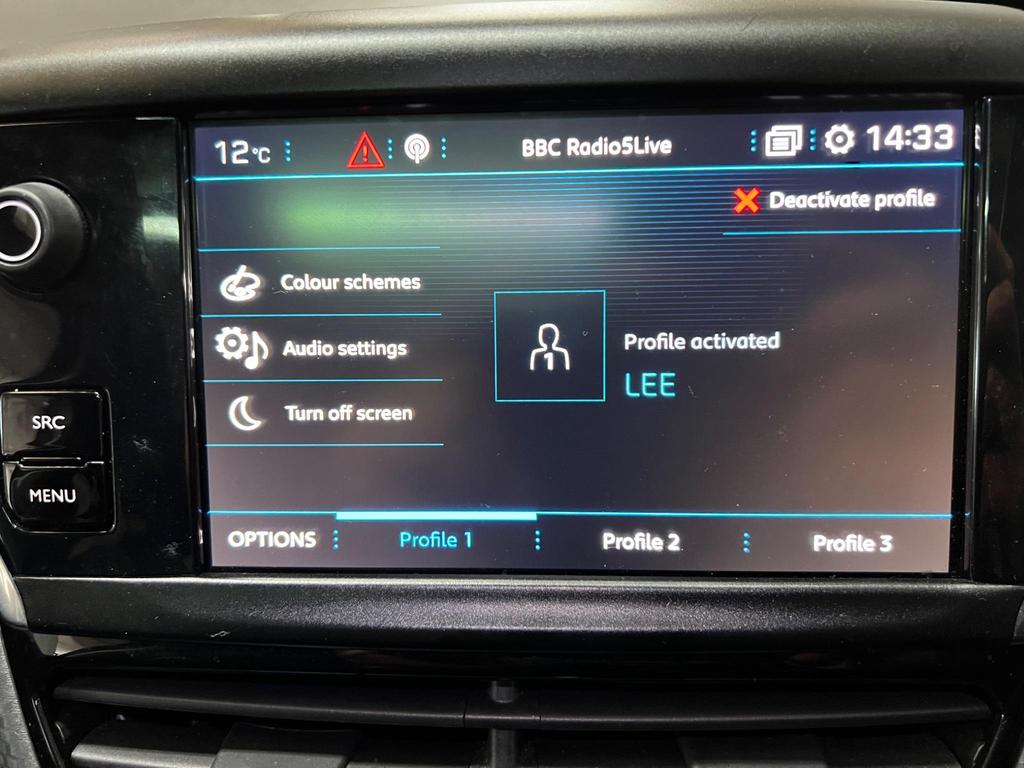 12°C
BBC Radio5Live
14:33
Deactivate profile
Colour schemes
Audio settings
Turn off screen
1
Profile activated
LEE
SRC
MENU
OPTIONS
Profile 1
Profile 2
Profile 3